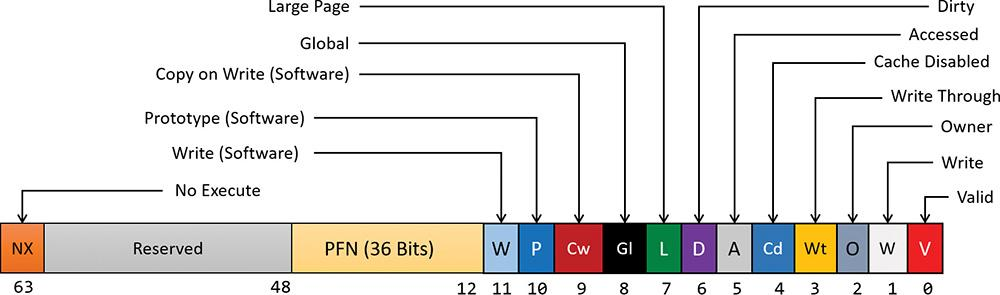 Large Page
Dirty
Global
Accessed
Copy on Write (Software)
Cache Disabled
Write Through
Prototype (Software)
Owner
Write (Software)
Write
No Execute
Valid
NX Reserved PFN (36 Bits) W P Cw Gl L D A Cd Wt O W V
63 48 12 11 10 9 8 7 6 5 4 3 2 1 0